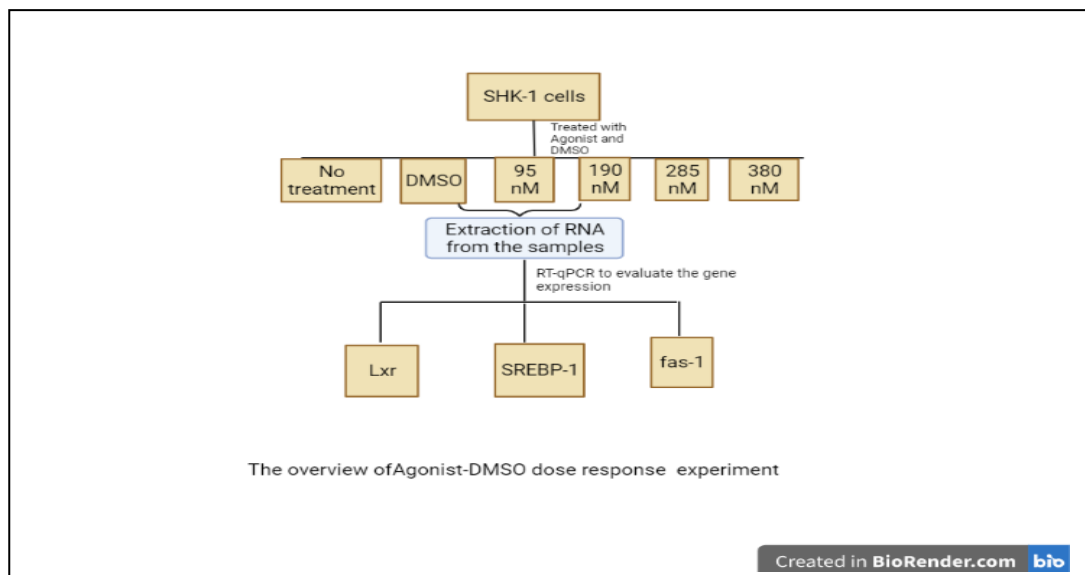 SHK-1 cells
Treated with
Agonist and
DMSO
No
treatment
DMSO
95
nM
190
nM
285
nM
380
nM
Extraction of RNA
from the samples
RT-qPCR to evaluate the gene
expression
Lxr
SREBP-1
fas-1
The overview ofAgonist-DMSO dose response experiment
Created in BioRender.com bio